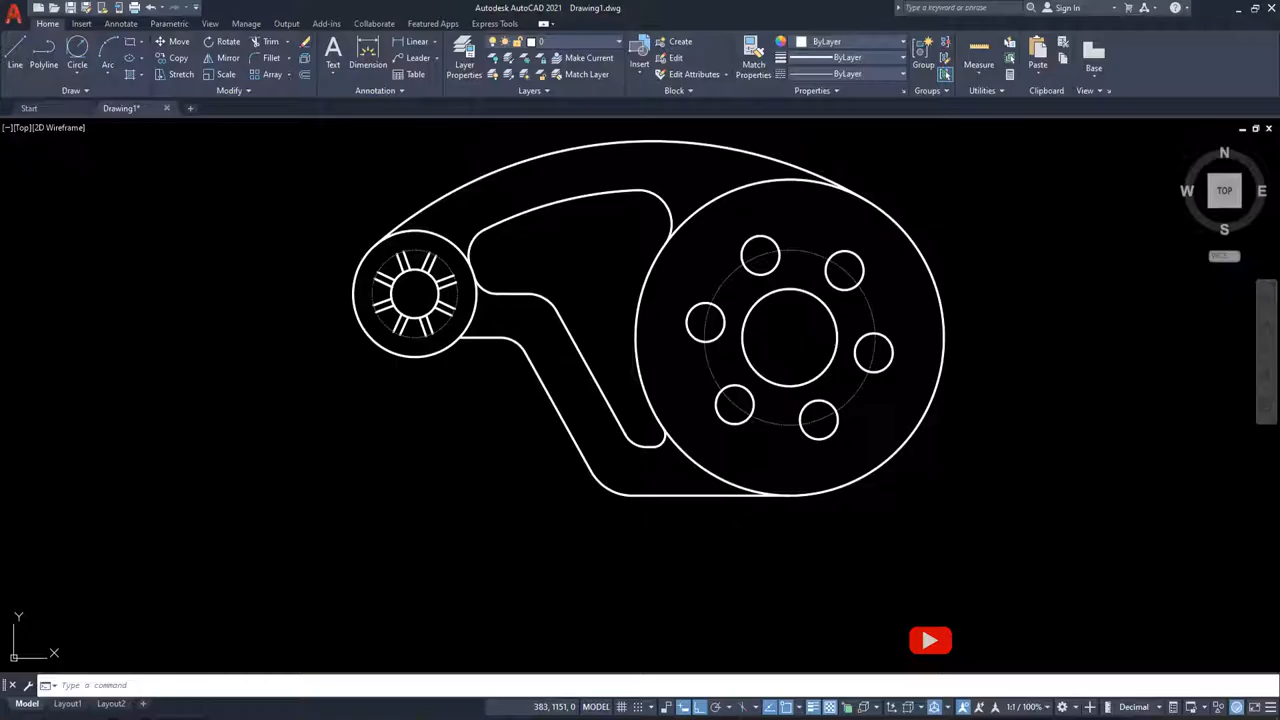 Autodesk AutoCAD 2021 Drawing1.dwg
Type a keyword or phrase
Sign In
Home Insert Annotate Parametric View Manage Output Add-ins Collaborate Featured Apps Express Tools
Line Polyline Circle Arc
Move Rotate Trim
Copy Mirror Fillet
Stretch Scale Array
Text Dimension
Linear
Leader
Table
Layer Properties
0
Make Current
Match Layer
Insert
Create
Edit
Edit Attributes
Match Properties
ByLayer
ByLayer
ByLayer
Group
Measure
Paste
Base
Draw Modify Annotation Layers Block Properties Groups Utilities Clipboard View
Start Drawing1*
[−][Top][2D Wireframe]
N
W TOP E
S
WCS
Y
X
Type a command
Model Layout1 Layout2
383, 1151, 0 MODEL 1:1 / 100% Decimal